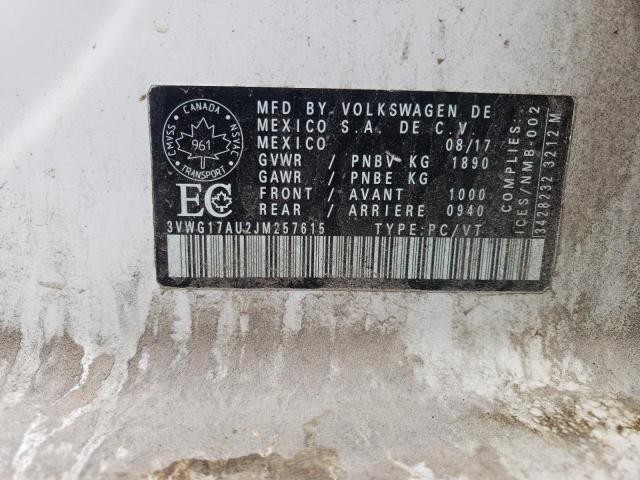 CANADA
CMVSS
NSVAC
961
TRANSPORT
EC
MFD BY VOLKSWAGEN DE
MEXICO S.A. DE C.V.
MEXICO 08/17
GVWR / PNBV KG 1890
GAWR / PNBE KG
FRONT / AVANT 1000
REAR / ARRIERE 0940
3VWG17AU2JM257615 TYPE:PC/VT
COMPLIES:
ICES/NMB-002
3428232 3212 M